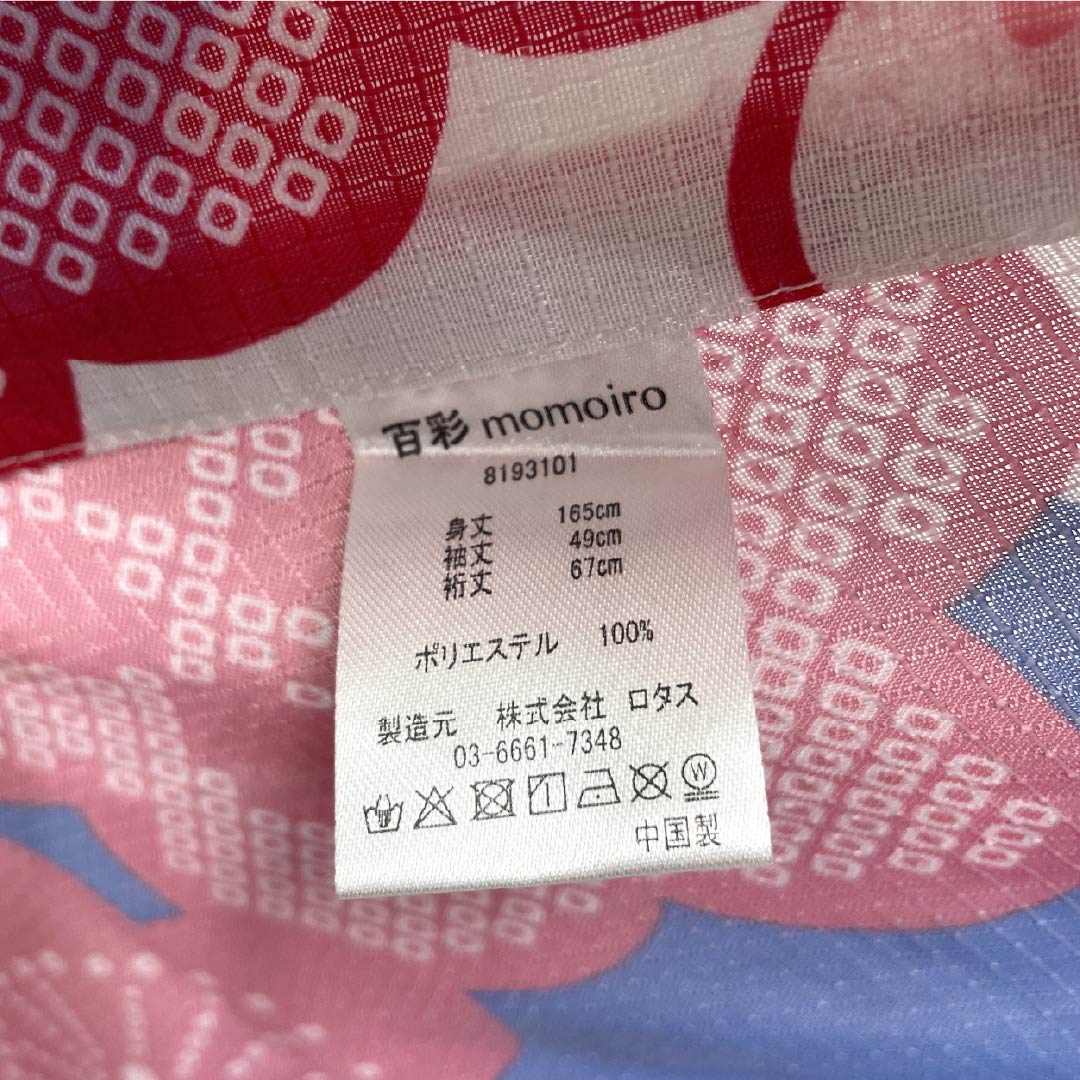 百彩 momoiro
8193101
身丈 165cm
袖丈 49cm
裄丈 67cm
ポリエステル 100%
製造元 株式会社 ロタス
03-6661-7348
W
中国製